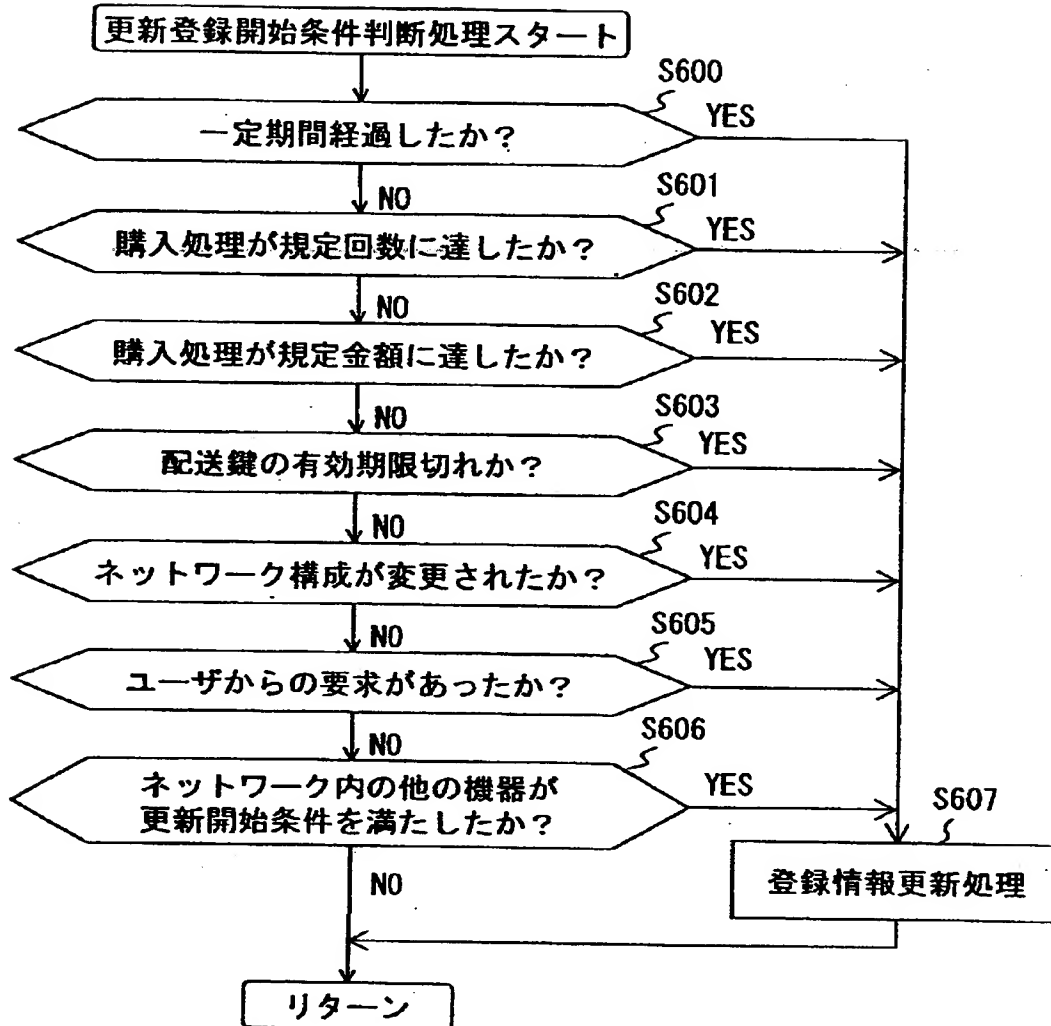 更新登録開始条件判断処理スタート
S600
一定期間経過したか？
YES
NO
S601
購入処理が規定回数に達したか？
YES
NO
S602
購入処理が規定金額に達したか？
YES
NO
S603
配送鍵の有効期限切れか？
YES
NO
S604
ネットワーク構成が変更されたか？
YES
NO
S605
ユーザからの要求があったか？
YES
NO
S606
ネットワーク内の他の機器が
更新開始条件を満たしたか？
YES
NO
S607
登録情報更新処理
リターン